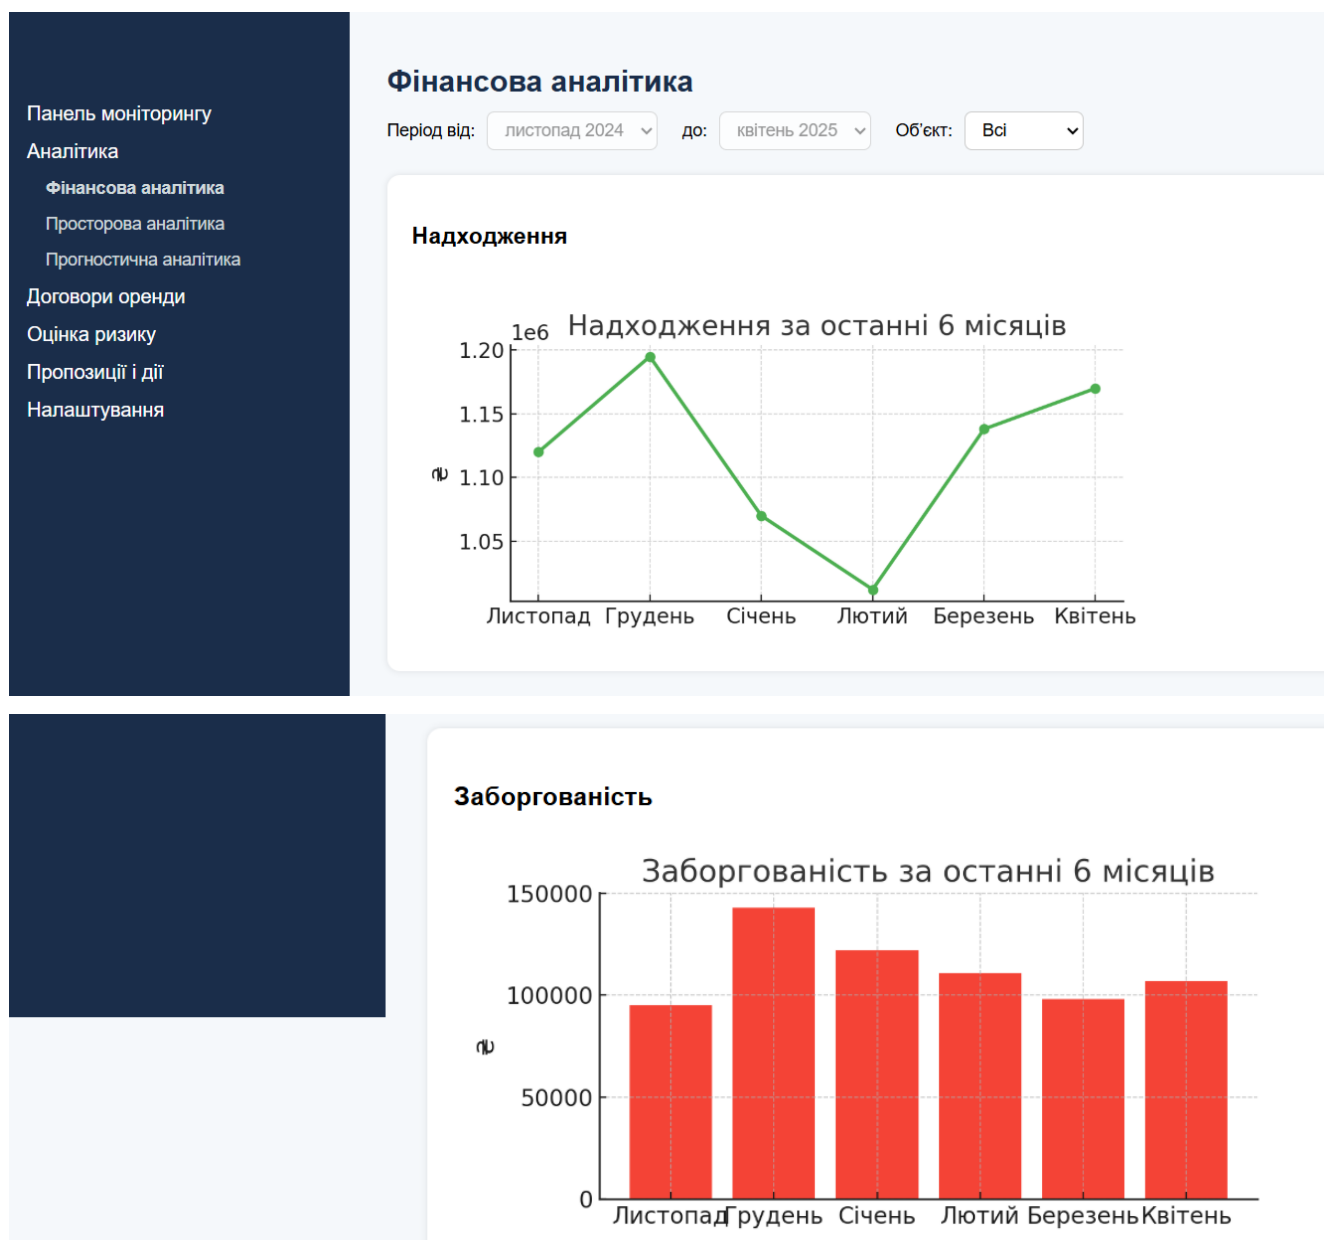 Панель моніторингу
Аналітика
Фінансова аналітика
Просторова аналітика
Прогностична аналітика
Договори оренди
Оцінка ризику
Пропозиції і дії
Налаштування
Фінансова аналітика
Період від: листопад 2024 до: квітень 2025 Об'єкт: Всі
Надходження
1e6 Надходження за останні 6 місяців
1.20
1.15
1.10
1.05
₴
Листопад Грудень Січень Лютий Березень Квітень
Заборгованість
Заборгованість за останні 6 місяців
150000
100000
50000
0
₴
Листопад Грудень Січень Лютий Березень Квітень